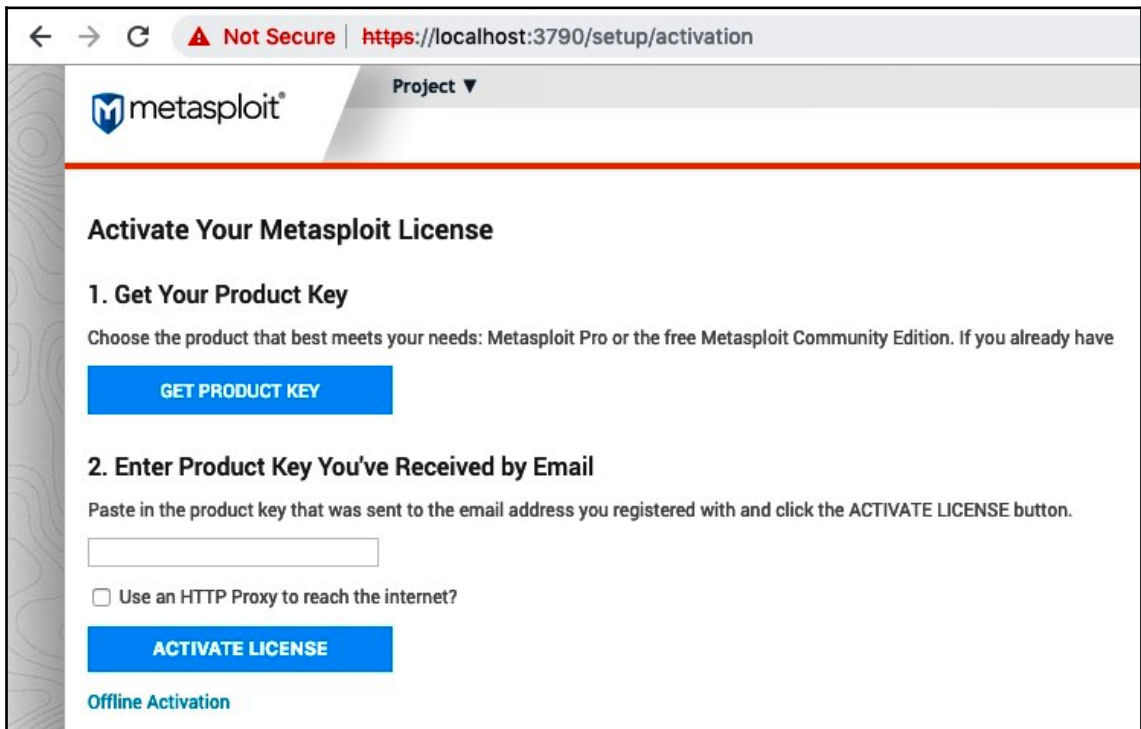 Not Secure | https://localhost:3790/setup/activation
metasploit®
Project ▼
Activate Your Metasploit License
1. Get Your Product Key
Choose the product that best meets your needs: Metasploit Pro or the free Metasploit Community Edition. If you already have
GET PRODUCT KEY
2. Enter Product Key You've Received by Email
Paste in the product key that was sent to the email address you registered with and click the ACTIVATE LICENSE button.
Use an HTTP Proxy to reach the internet?
ACTIVATE LICENSE
Offline Activation